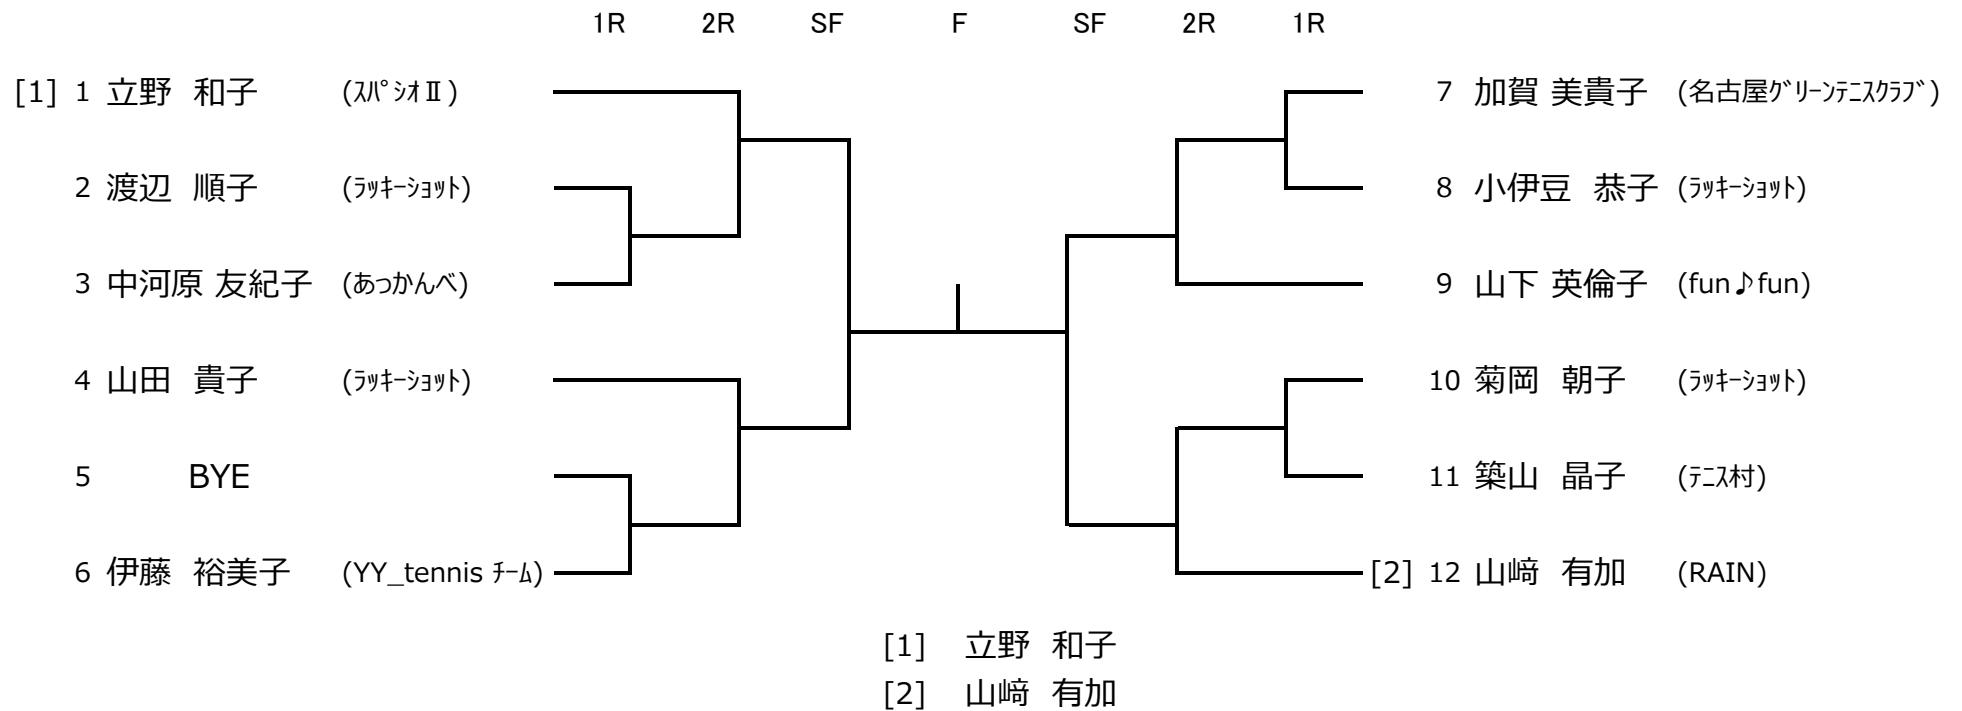 1R 2R SF F SF 2R 1R
[1] 1 立野 和子 (ｽﾊﾟｼｵⅡ) 7 加賀 美貴子 (名古屋ｸﾞﾘｰﾝﾃﾆｽｸﾗﾌﾞ)
2 渡辺 順子 (ﾗｯｷｰｼｮｯﾄ) 8 小伊豆 恭子 (ﾗｯｷｰｼｮｯﾄ)
3 中河原 友紀子 (あっかんべ) 9 山下 英倫子 (fun♪fun)
4 山田 貴子 (ﾗｯｷｰｼｮｯﾄ) 10 菊岡 朝子 (ﾗｯｷｰｼｮｯﾄ)
5 BYE 11 築山 晶子 (ﾃﾆｽ村)
6 伊藤 裕美子 (YY_tennis ﾁｰﾑ) [2] 12 山﨑 有加 (RAIN)
[1] 立野 和子
[2] 山﨑 有加